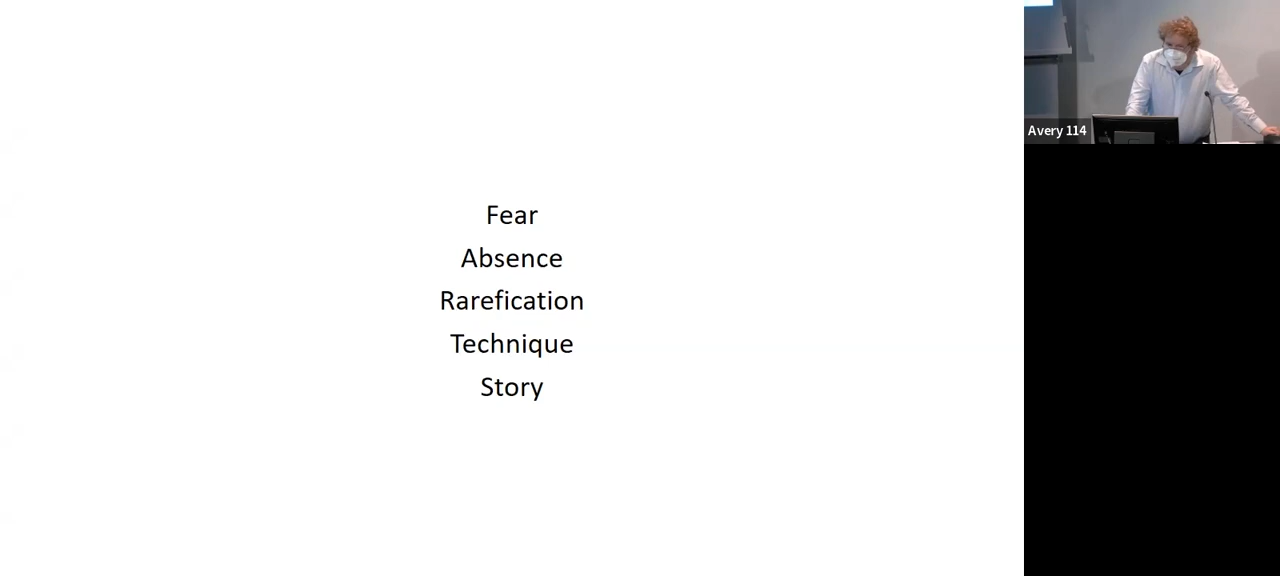 Fear
Absence
Rarefication
Technique
Story
Avery 114